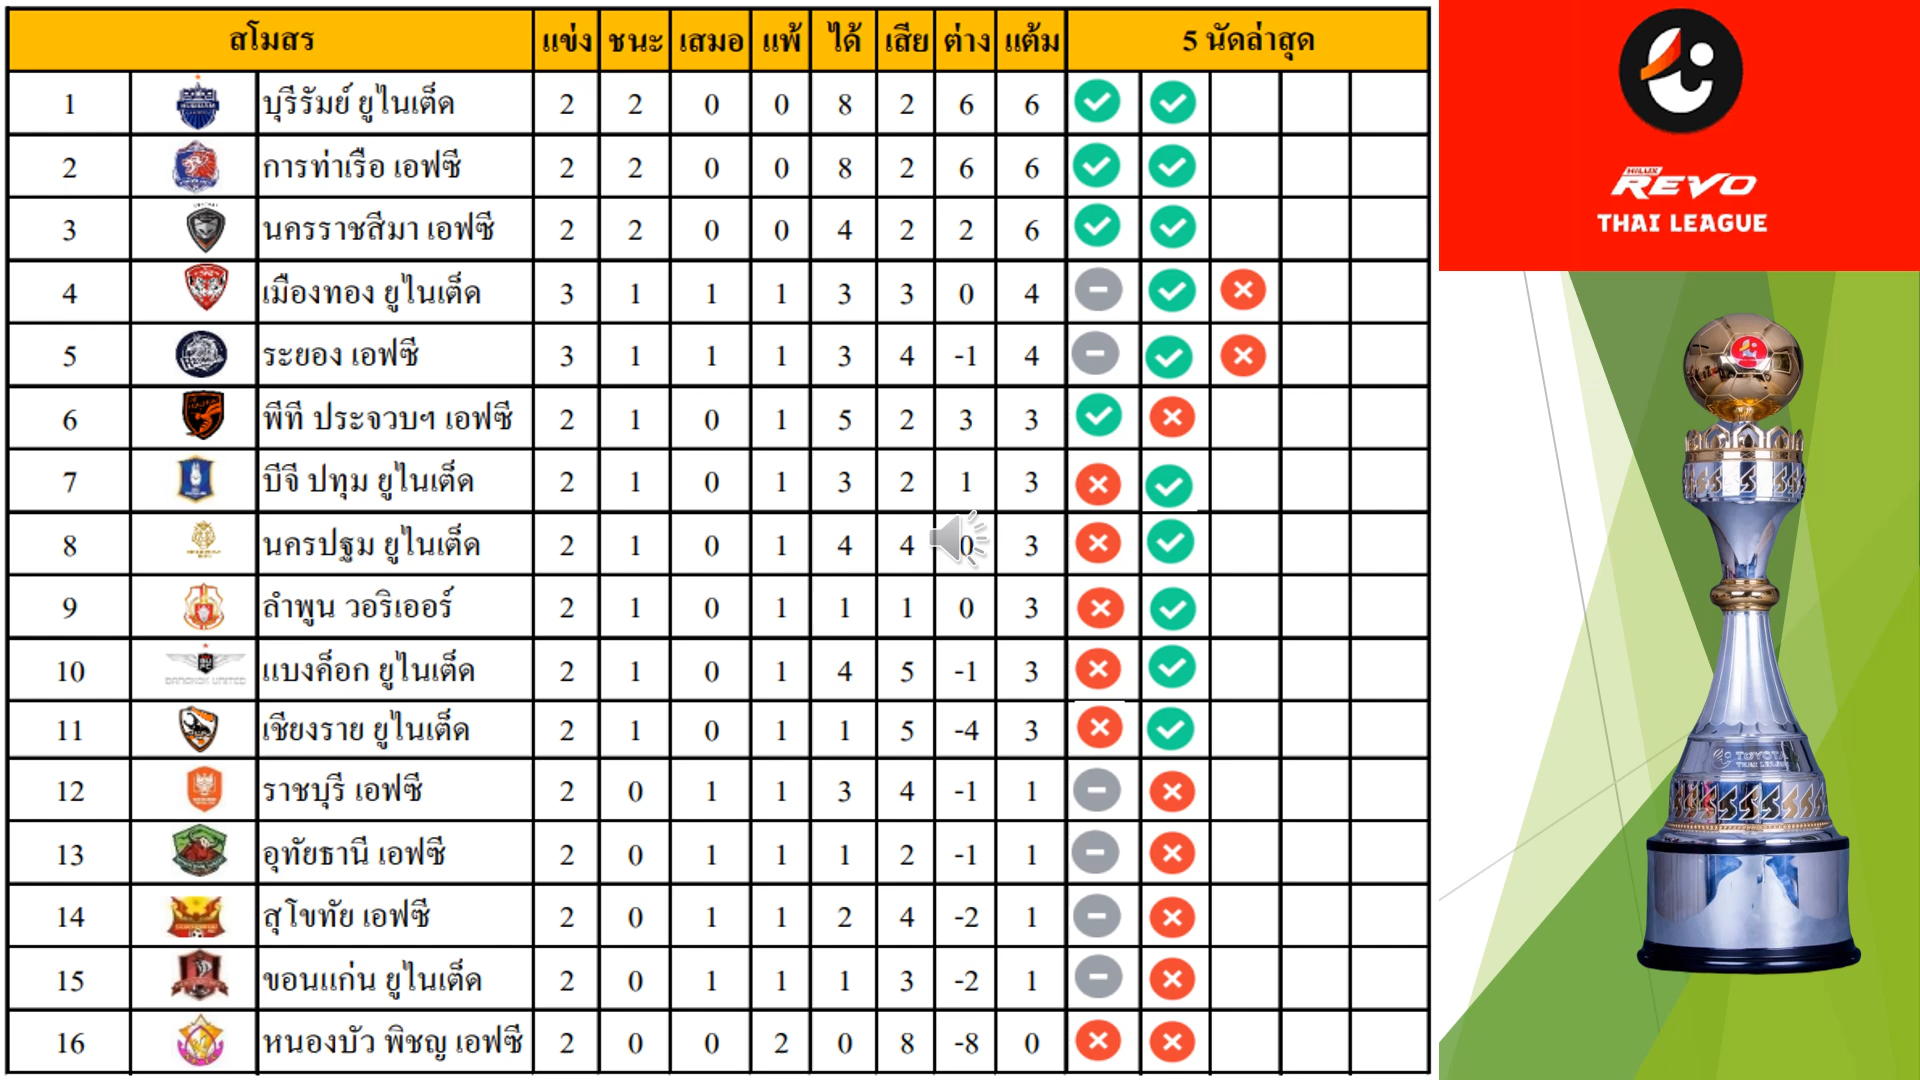 สโมสร แข่ง ชนะ เสมอ แพ้ ได้ เสีย ต่าง แต้ม 5 นัดล่าสุด
1 บุรีรัมย์ ยูไนเต็ด 2 2 0 0 8 2 6 6
2 การท่าเรือ เอฟซี 2 2 0 0 8 2 6 6
3 นครราชสีมา เอฟซี 2 2 0 0 4 2 2 6
4 เมืองทอง ยูไนเต็ด 3 1 1 1 3 3 0 4
5 ระยอง เอฟซี 3 1 1 1 3 4 -1 4
6 พีที ประจวบฯ เอฟซี 2 1 0 1 5 2 3 3
7 บีจี ปทุม ยูไนเต็ด 2 1 0 1 3 2 1 3
8 นครปฐม ยูไนเต็ด 2 1 0 1 4 4 0 3
9 ลำพูน วอริเออร์ 2 1 0 1 1 1 0 3
10 แบงค็อก ยูไนเต็ด 2 1 0 1 4 5 -1 3
11 เชียงราย ยูไนเต็ด 2 1 0 1 1 5 -4 3
12 ราชบุรี เอฟซี 2 0 1 1 3 4 -1 1
13 อุทัยธานี เอฟซี 2 0 1 1 1 2 -1 1
14 สุโขทัย เอฟซี 2 0 1 1 2 4 -2 1
15 ขอนแก่น ยูไนเต็ด 2 0 1 1 1 3 -2 1
16 หนองบัว พิชญ เอฟซี 2 0 0 2 0 8 -8 0
BANGKOK UNITED
HILUX
REVO
THAI LEAGUE
TOYOTA
THAI LEAGUE